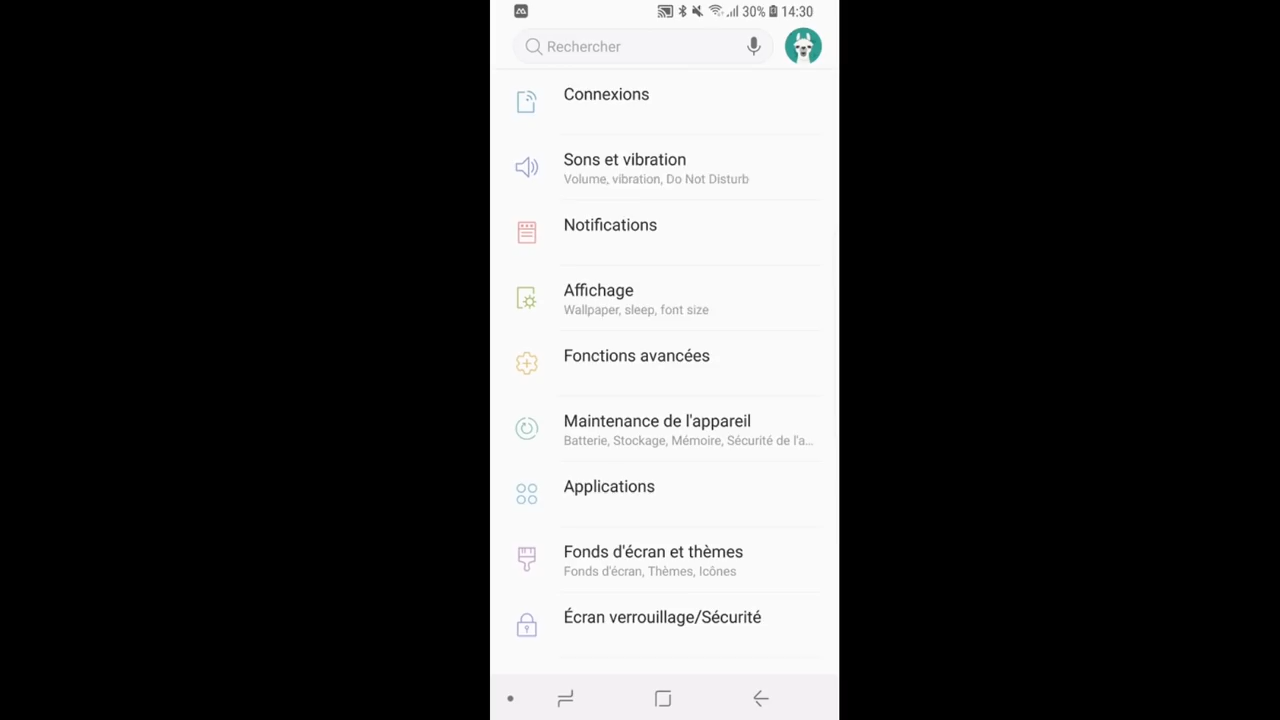 30% 14:30
Rechercher
Connexions
Sons et vibration
Volume, vibration, Do Not Disturb
Notifications
Affichage
Wallpaper, sleep, font size
Fonctions avancées
Maintenance de l'appareil
Batterie, Stockage, Mémoire, Sécurité de l'a...
Applications
Fonds d'écran et thèmes
Fonds d'écran, Thèmes, Icônes
Écran verrouillage/Sécurité